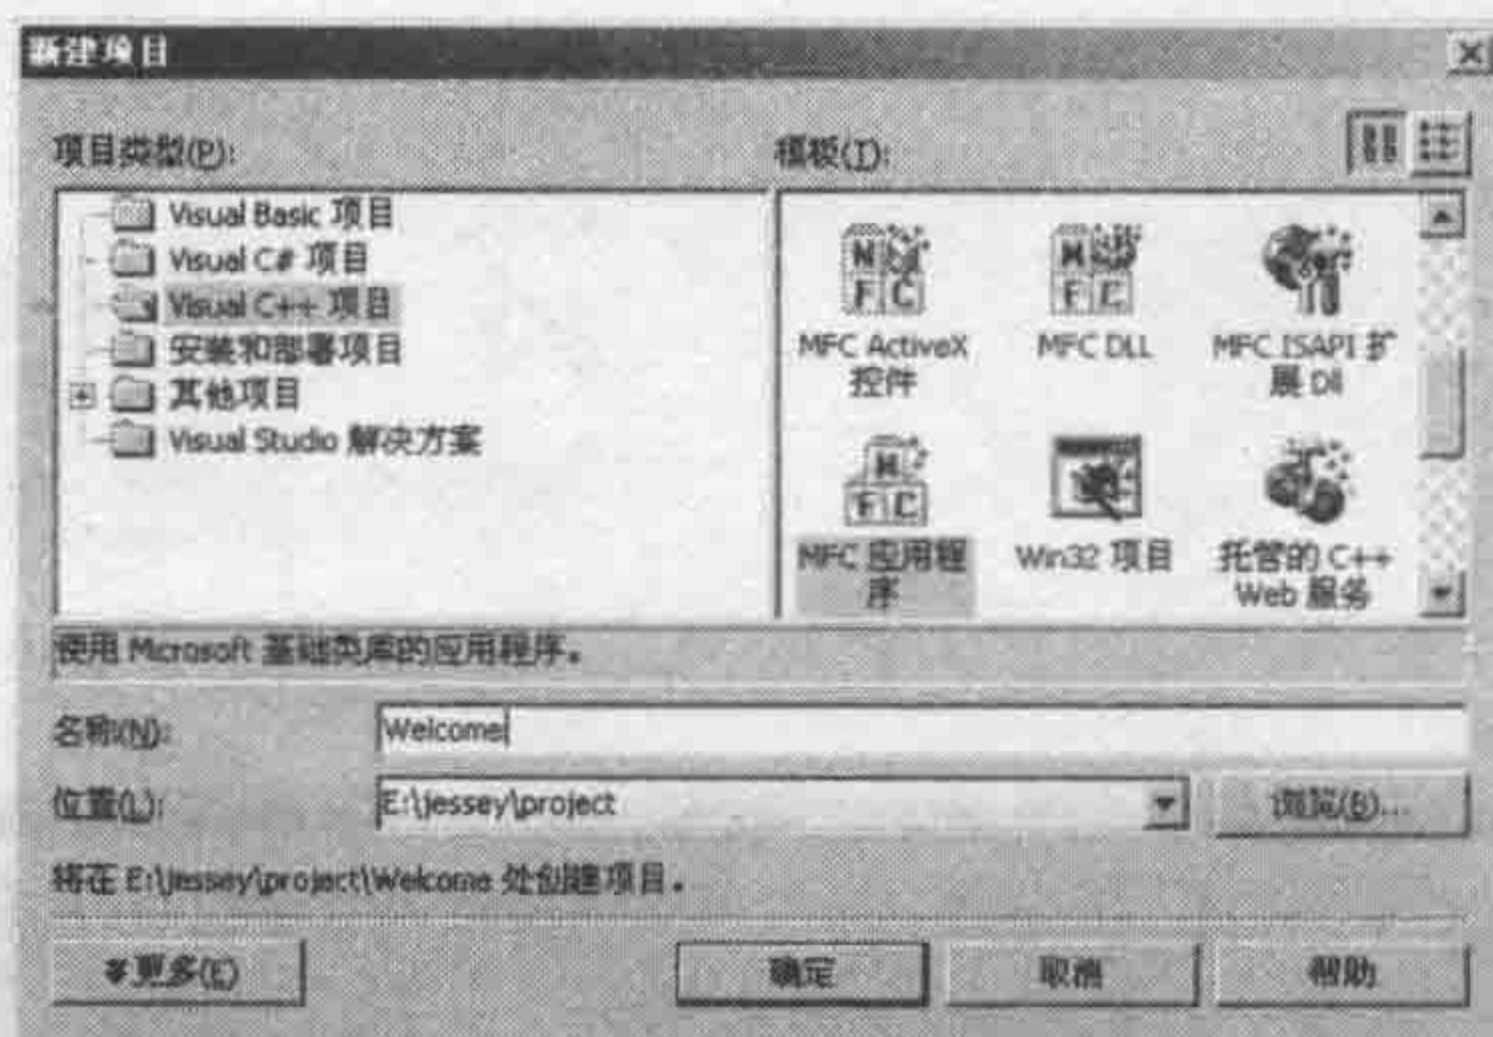 新建项目
项目类型(P):
模板(T):
Visual Basic 项目
Visual C# 项目
Visual C++ 项目
安装和部署项目
其他项目
Visual Studio 解决方案
MFC ActiveX
控件
MFC DLL
MFC ISAPI 扩
展 Dll
MFC 应用程
序
Win32 项目
托管的 C++
Web 服务
使用 Microsoft 基础类库的应用程序。
名称(N):
Welcome
位置(L):
E:\jessey\project
浏览(B)...
将在 E:\jessey\project\Welcome 处创建项目。
更多(E)
确定
取消
帮助